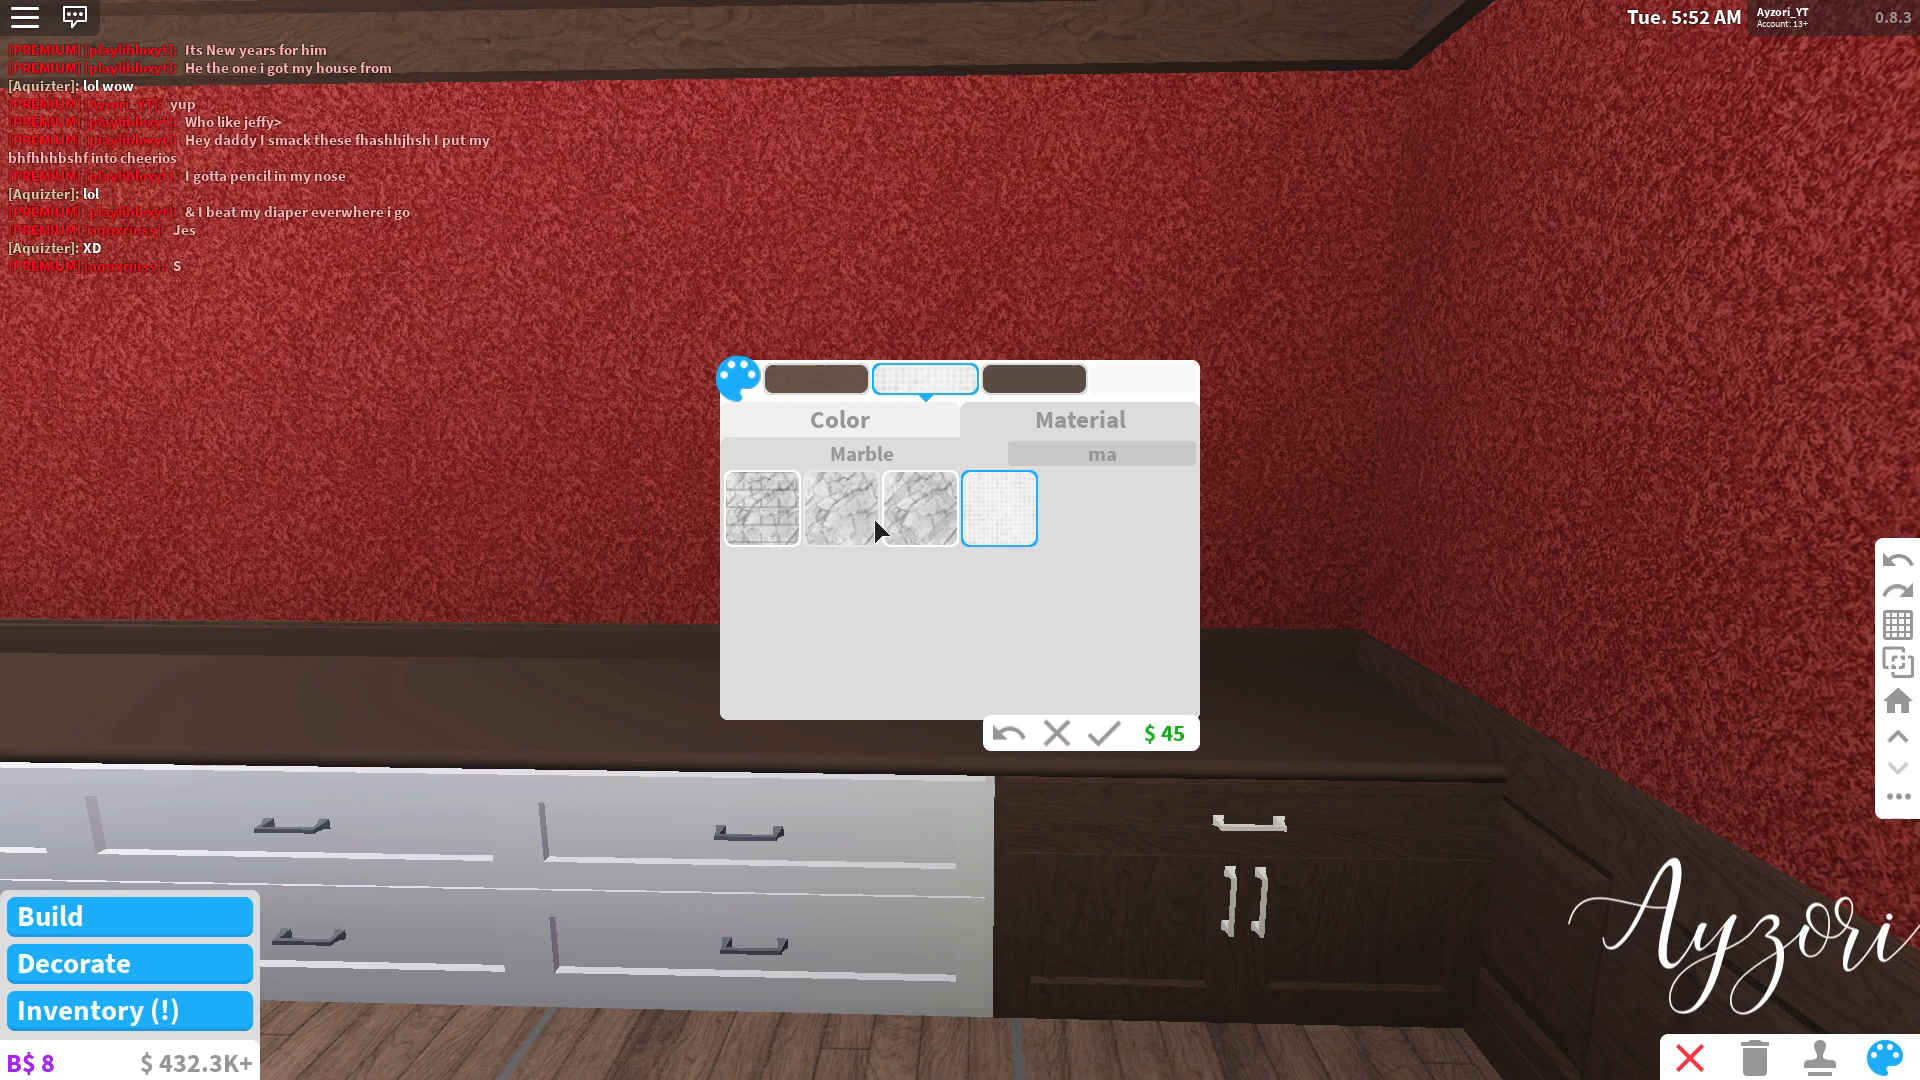 Tue. 5:52 AM
Ayzori_YT
Account: 13+
0.8.3
[PREMIUM] [playlibloxyt]: Its New years for him
[PREMIUM] [playlibloxyt]: He the one i got my house from
[Aquizter]: lol wow
[PREMIUM] [Ayzori_YT]: yup
[PREMIUM] [playlibloxyt]: Who like jeffy>
[PREMIUM] [playlibloxyt]: Hey daddy I smack these fhashhjhsh I put my
bhfhhhbshf into cheerios
[PREMIUM] [playlibloxyt]: I gotta pencil in my nose
[Aquizter]: lol
[PREMIUM] [playlibloxyt]: & I beat my diaper everwhere i go
[PREMIUM] Jes
[Aquizter]: XD
[PREMIUM] S
Color
Material
Marble
ma
$ 45
Build
Decorate
Inventory (!)
B$ 8
$ 432.3K+
Ayzori